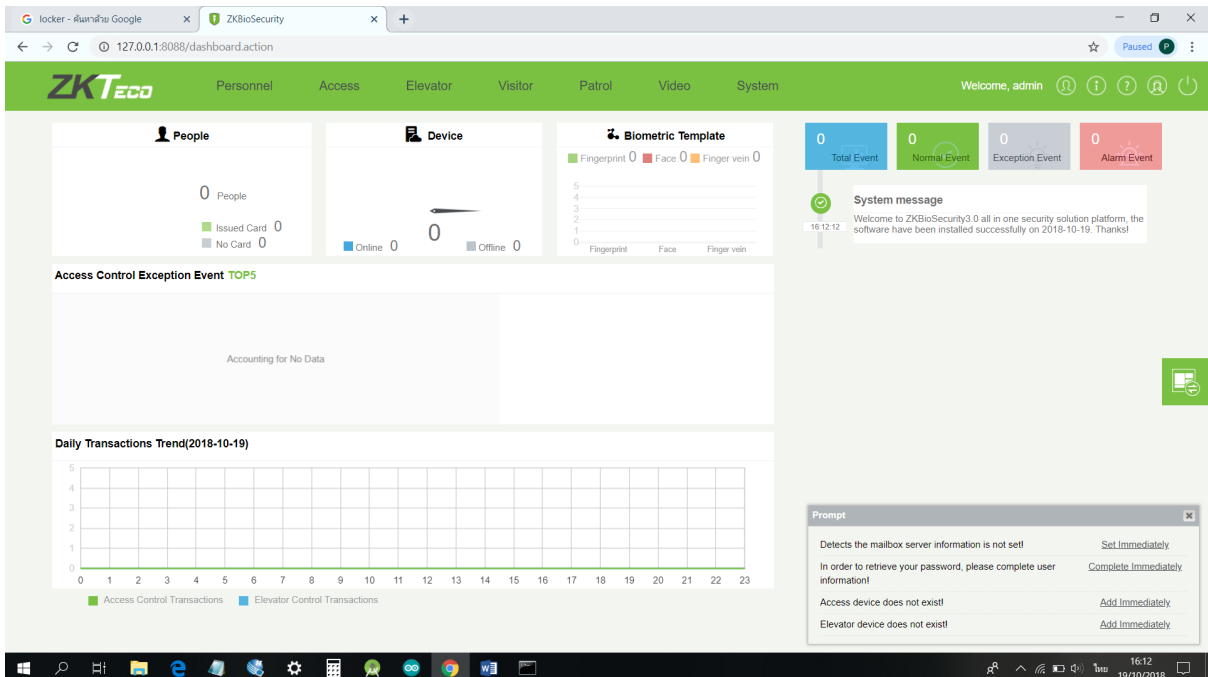 locker - ค้นหาด้วย Google
ZKBioSecurity
127.0.0.1:8088/dashboard.action
Paused P
ZKTECO
Personnel Access Elevator Visitor Patrol Video System
Welcome, admin
People
0 People
Issued Card 0
No Card 0
Device
0
Online 0
Offline 0
Biometric Template
Fingerprint 0 Face 0 Finger vein 0
5
4
3
2
1
0
Fingerprint Face Finger vein
0 Total Event
0 Normal Event
0 Exception Event
0 Alarm Event
System message
16:12:12
Welcome to ZKBioSecurity3.0 all in one security solution platform, the
software have been installed successfully on 2018-10-19. Thanks!
Access Control Exception Event TOP5
Accounting for No Data
Daily Transactions Trend(2018-10-19)
5
4
3
2
1
0
0 1 2 3 4 5 6 7 8 9 10 11 12 13 14 15 16 17 18 19 20 21 22 23
Access Control Transactions Elevator Control Transactions
Prompt
Detects the mailbox server information is not set! Set Immediately
In order to retrieve your password, please complete user Complete Immediately
information!
Access device does not exist! Add Immediately
Elevator device does not exist! Add Immediately
ไทย
16:12
19/10/2018